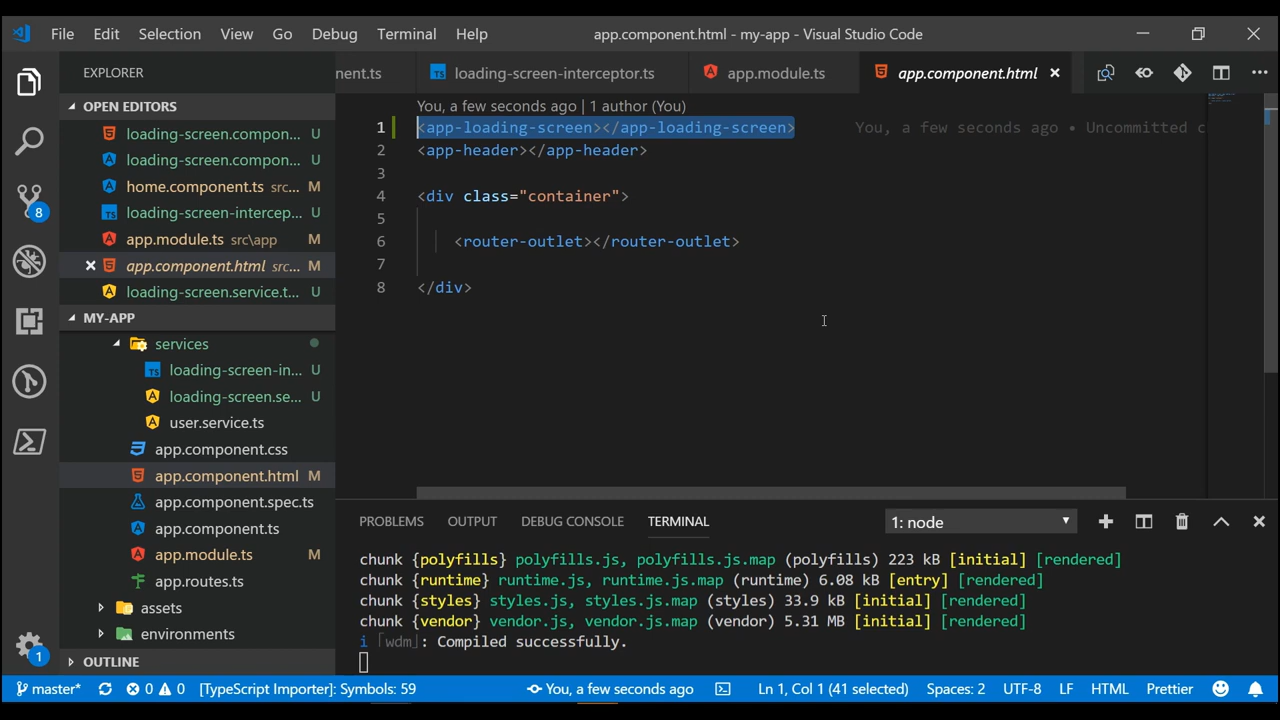 File Edit Selection View Go Debug Terminal Help app.component.html - my-app - Visual Studio Code
EXPLORER
OPEN EDITORS
loading-screen.compon...
U
loading-screen.compon...
U
home.component.ts src... M
loading-screen-intercep... U
app.module.ts src\app M
app.component.html src... M
loading-screen.service.t... U
MY-APP
services
loading-screen-in... U
loading-screen.se... U
user.service.ts
app.component.css
app.component.html M
app.component.spec.ts
app.component.ts
app.module.ts M
app.routes.ts
assets
environments
OUTLINE
8
1
nent.ts loading-screen-interceptor.ts app.module.ts app.component.html
You, a few seconds ago | 1 author (You)
1 <app-loading-screen></app-loading-screen> You, a few seconds ago • Uncommitted c
2 <app-header></app-header>
3
4 <div class="container">
5
6 <router-outlet></router-outlet>
7
8 </div>
PROBLEMS OUTPUT DEBUG CONSOLE TERMINAL 1: node
chunk {polyfills} polyfills.js, polyfills.js.map (polyfills) 223 kB [initial] [rendered]
chunk {runtime} runtime.js, runtime.js.map (runtime) 6.08 kB [entry] [rendered]
chunk {styles} styles.js, styles.js.map (styles) 33.9 kB [initial] [rendered]
chunk {vendor} vendor.js, vendor.js.map (vendor) 5.31 MB [initial] [rendered]
i ｢wdm｣: Compiled successfully.
master* 0 0 [TypeScript Importer]: Symbols: 59 You, a few seconds ago Ln 1, Col 1 (41 selected) Spaces: 2 UTF-8 LF HTML Prettier